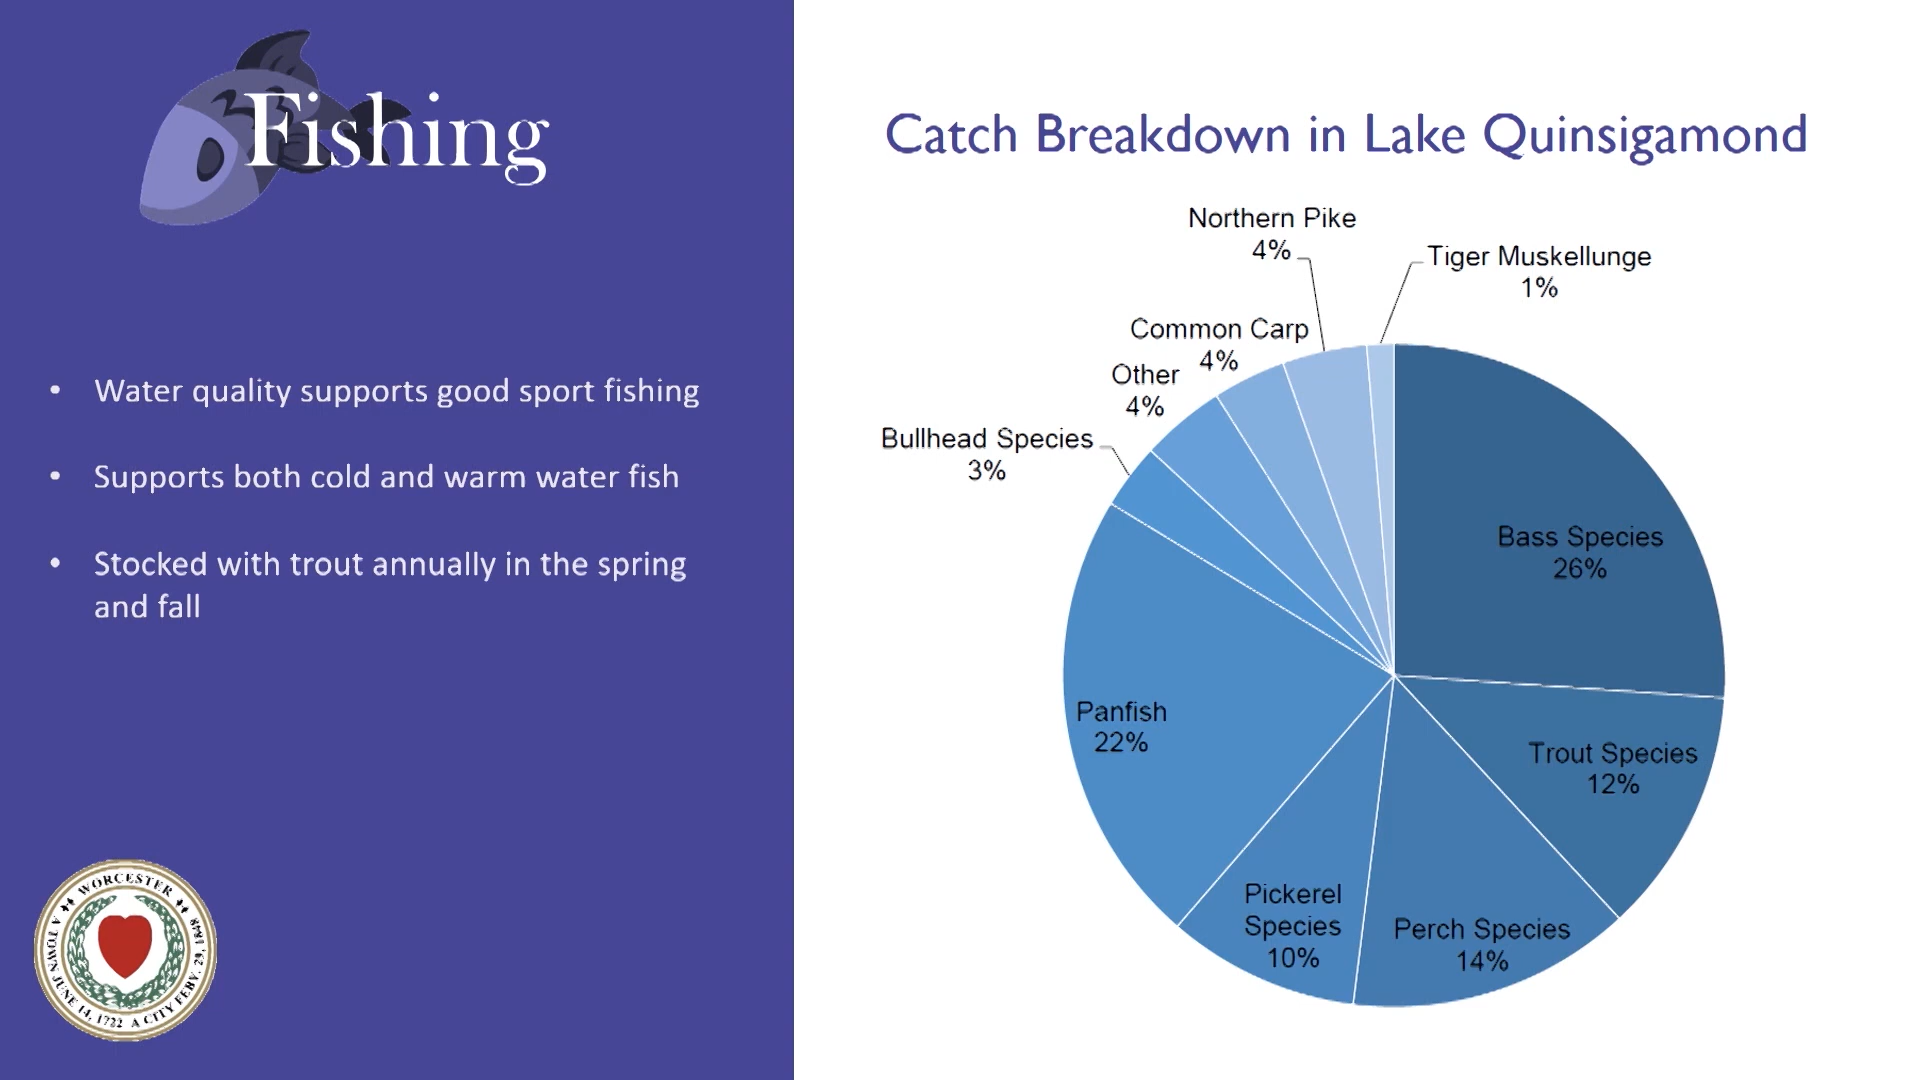 Fishing
• Water quality supports good sport fishing
• Supports both cold and warm water fish
• Stocked with trout annually in the spring
and fall
WORCESTER
A TOWN JUNE 14, 1722 A CITY FEBY. 29, 1848
Catch Breakdown in Lake Quinsigamond
Northern Pike
4%
Tiger Muskellunge
1%
Common Carp
4%
Other
4%
Bullhead Species
3%
Bass Species
26%
Panfish
22%
Trout Species
12%
Pickerel
Species
10%
Perch Species
14%